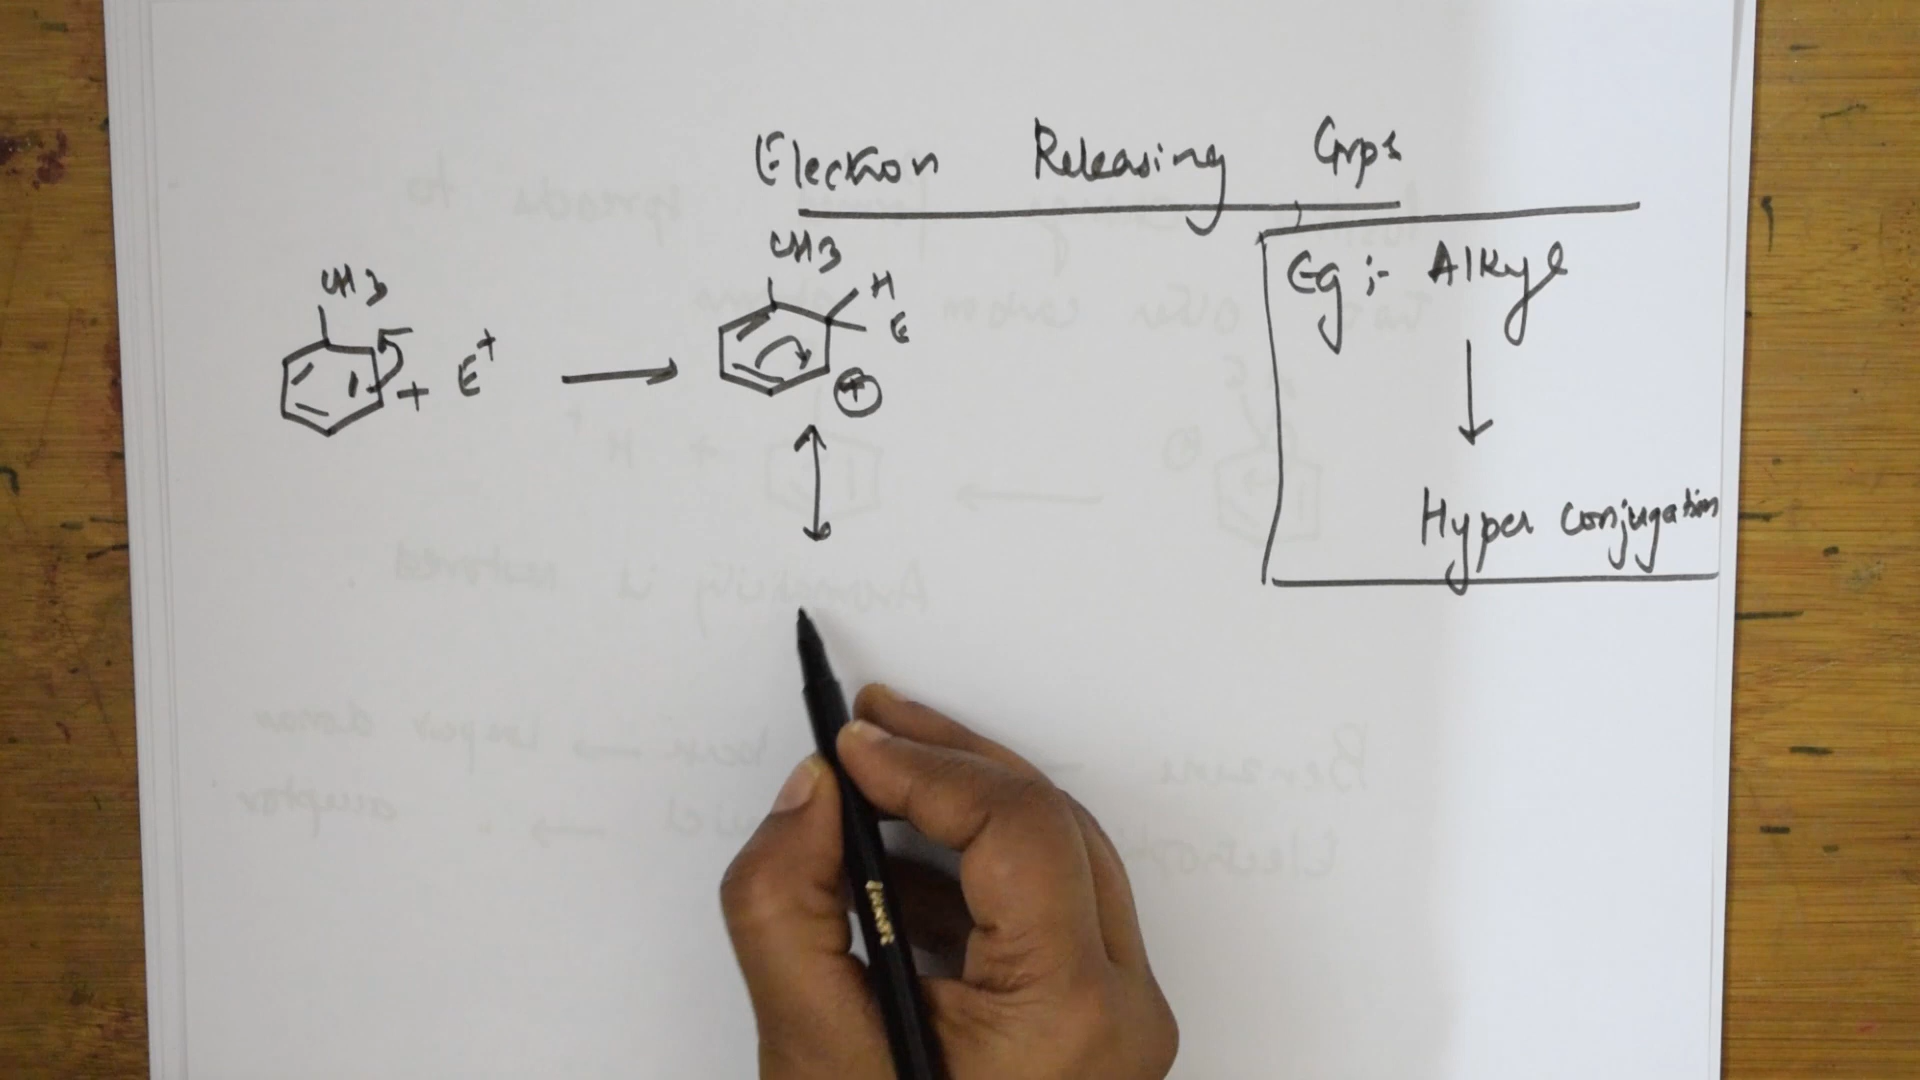 Electron Releasing Grps
CH3
CH3
H
E
+ E+
+
Eg:- Alkyl
Hyper conjugation